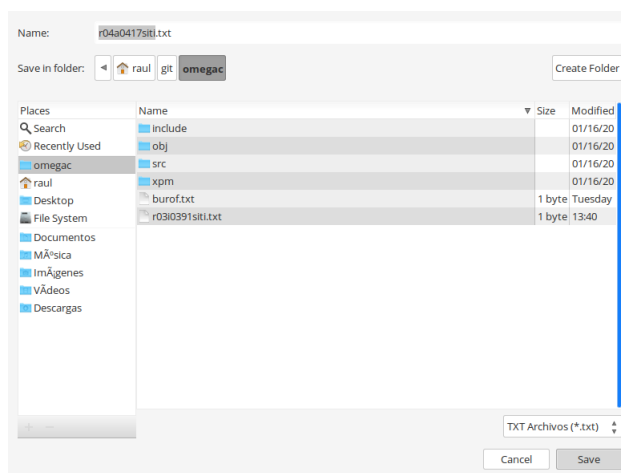 Name: r04a0417siti.txt
Save in folder: raul git omegac Create Folder
Places Name Size Modified
Search include 01/16/20
Recently Used obj 01/16/20
omegac src 01/16/20
raul xpm 01/16/20
Desktop burof.txt 1 byte Tuesday
File System r03i0391siti.txt 1 byte 13:40
Documentos
MÃºsica
ImÃ¡genes
VÃdeos
Descargas
TXT Archivos (*.txt)
Cancel Save